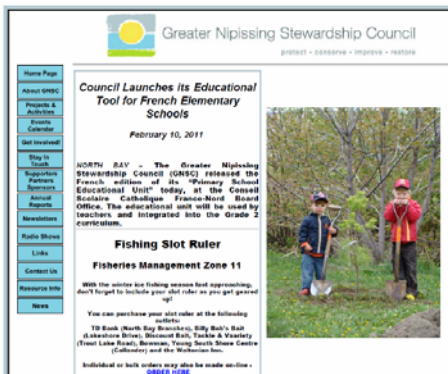 Greater Nipissing Stewardship Council
protect - conserve - improve - restore
Home Page
About GNSC
Projects &
Activities
Events
Calender
Get Involved!
Stay In
Touch
Supporters
Partners
Sponsors
Annual
Reports
Newsletters
Radio Shows
Links
Contact Us
Resource Info
News
Council Launches its Educational
Tool for French Elementary
Schools
February 10, 2011
NORTH BAY - The Greater Nipissing
Stewardship Council (GNSC) released the
French edition of its "Primary School
Educational Unit" today, at the Conseil
Scolaire Catholique France-Nord Board
Office. The educational unit will be used by
teachers and integrated into the Grade 2
curriculum.
Fishing Slot Ruler
Fisheries Management Zone 11
With the winter ice fishing season fast approaching,
don't forget to include your slot ruler as you get geared
up!
You can purchase your slot ruler at the following
outlets:
TD Bank (North Bay Branches), Billy Bob's Bait
(Lakeshore Drive), Discount Bait, Tackle & Vaariety
(Trout Lake Road), Bowman, Young South Shore Centre
(Callander) and the Waltonian Inn.
Individual or bulk orders may also be made on-line -
ORDER HERE